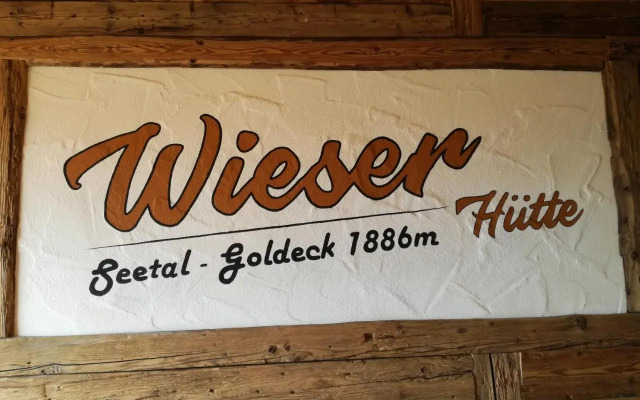 Wieser
Hütte
Seetal - Goldeck 1886m